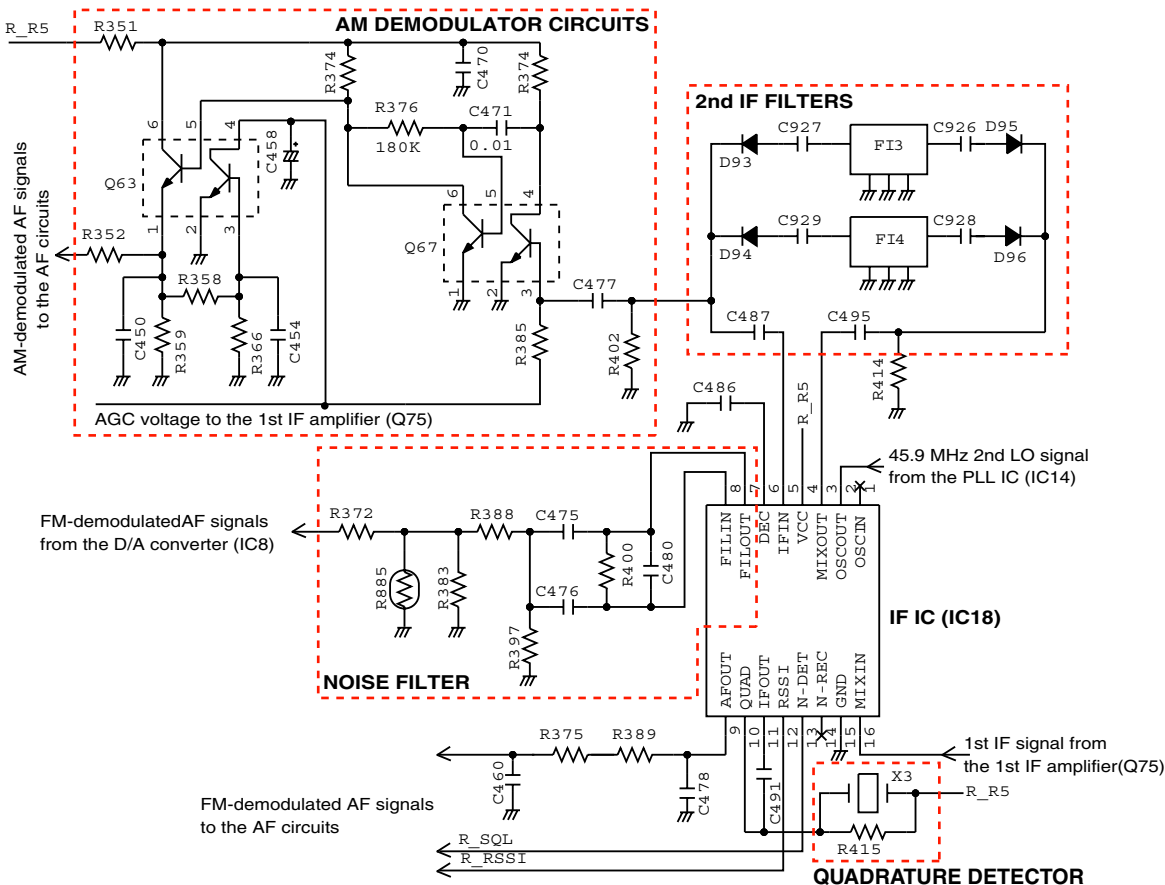 AM DEMODULATOR CIRCUITS
R_R5
R351
R374
C470
R374
2nd IF FILTERS
R376
C471
180K
0.01
C927
FI3
C926
D95
D93
6
5
4
C458
Q63
1
2
3
6
5
4
Q67
1
2
3
C929
FI4
C928
D94
D96
AM-demodulated AF signals
to the AF circuits
R352
R358
C450
R359
R366
C454
C477
R385
R402
C487
C495
R414
AGC voltage to the 1st IF amplifier (Q75)
C486
R_R5
45.9 MHz 2nd LO signal
from the PLL IC (IC14)
8
7
6
5
4
3
2
1
FILIN
FILOUT
DEC
IFIN
VCC
MIXOUT
OSCOUT
OSCIN
FM-demodulatedAF signals
from the D/A converter (IC8)
R372
R388
C475
R400
C480
R885
R383
C476
R397
NOISE FILTER
IF IC (IC18)
AFOUT
QUAD
IFOUT
RSSI
N-DET
N-REC
GND
MIXIN
9
10
11
12
13
14
15
16
R375
R389
C460
C478
C491
1st IF signal from
the 1st IF amplifier(Q75)
X3
R_R5
R415
FM-demodulated AF signals
to the AF circuits
R_SQL
R_RSSI
QUADRATURE DETECTOR